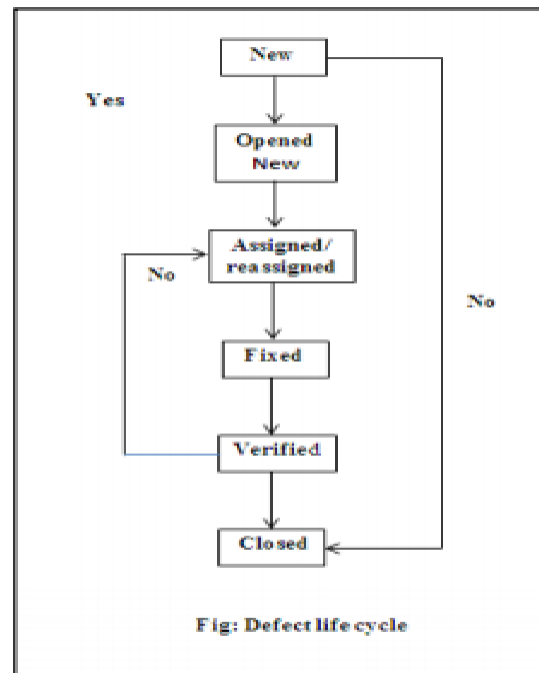 New
Yes
Opened
New
Assigned/
reassigned
No
No
Fixed
Verified
Closed
Fig: Defect life cycle